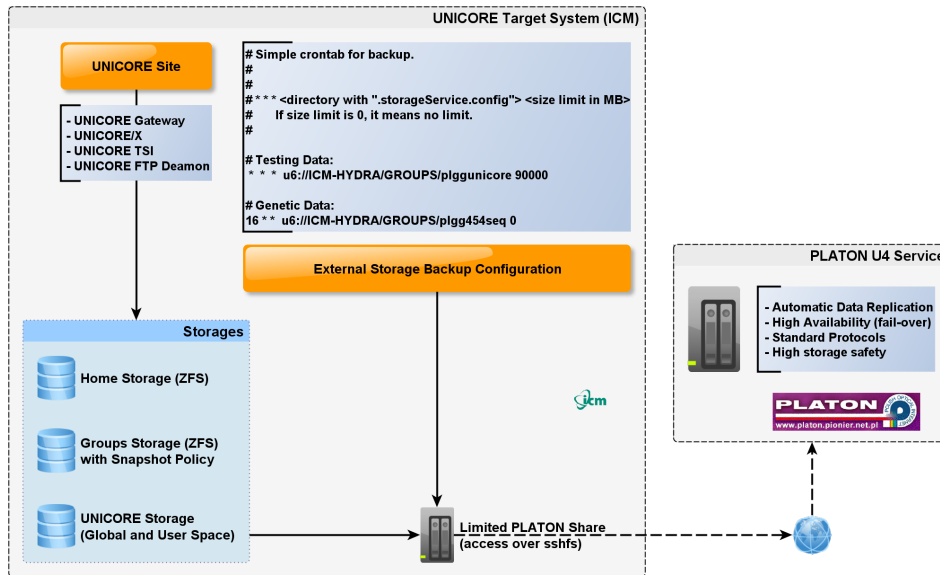 UNICORE Target System (ICM)
UNICORE Site
- UNICORE Gateway
- UNICORE/X
- UNICORE TSI
- UNICORE FTP Deamon
# Simple crontab for backup.
#
#
# * * * <directory with ".storageService.config"> <size limit in MB>
# If size limit is 0, it means no limit.
#
# Testing Data:
* * * u6://ICM-HYDRA/GROUPS/plggunicore 90000
# Genetic Data:
16 * * u6://ICM-HYDRA/GROUPS/plgg454seq 0
External Storage Backup Configuration
Storages
Home Storage (ZFS)
Groups Storage (ZFS)
with Snapshot Policy
UNICORE Storage
(Global and User Space)
icm
Limited PLATON Share
(access over sshfs)
PLATON U4 Service
- Automatic Data Replication
- High Availability (fail-over)
- Standard Protocols
- High storage safety
PLATON
www.platon.pionier.net.pl
POLISH OPTICAL INTERNET